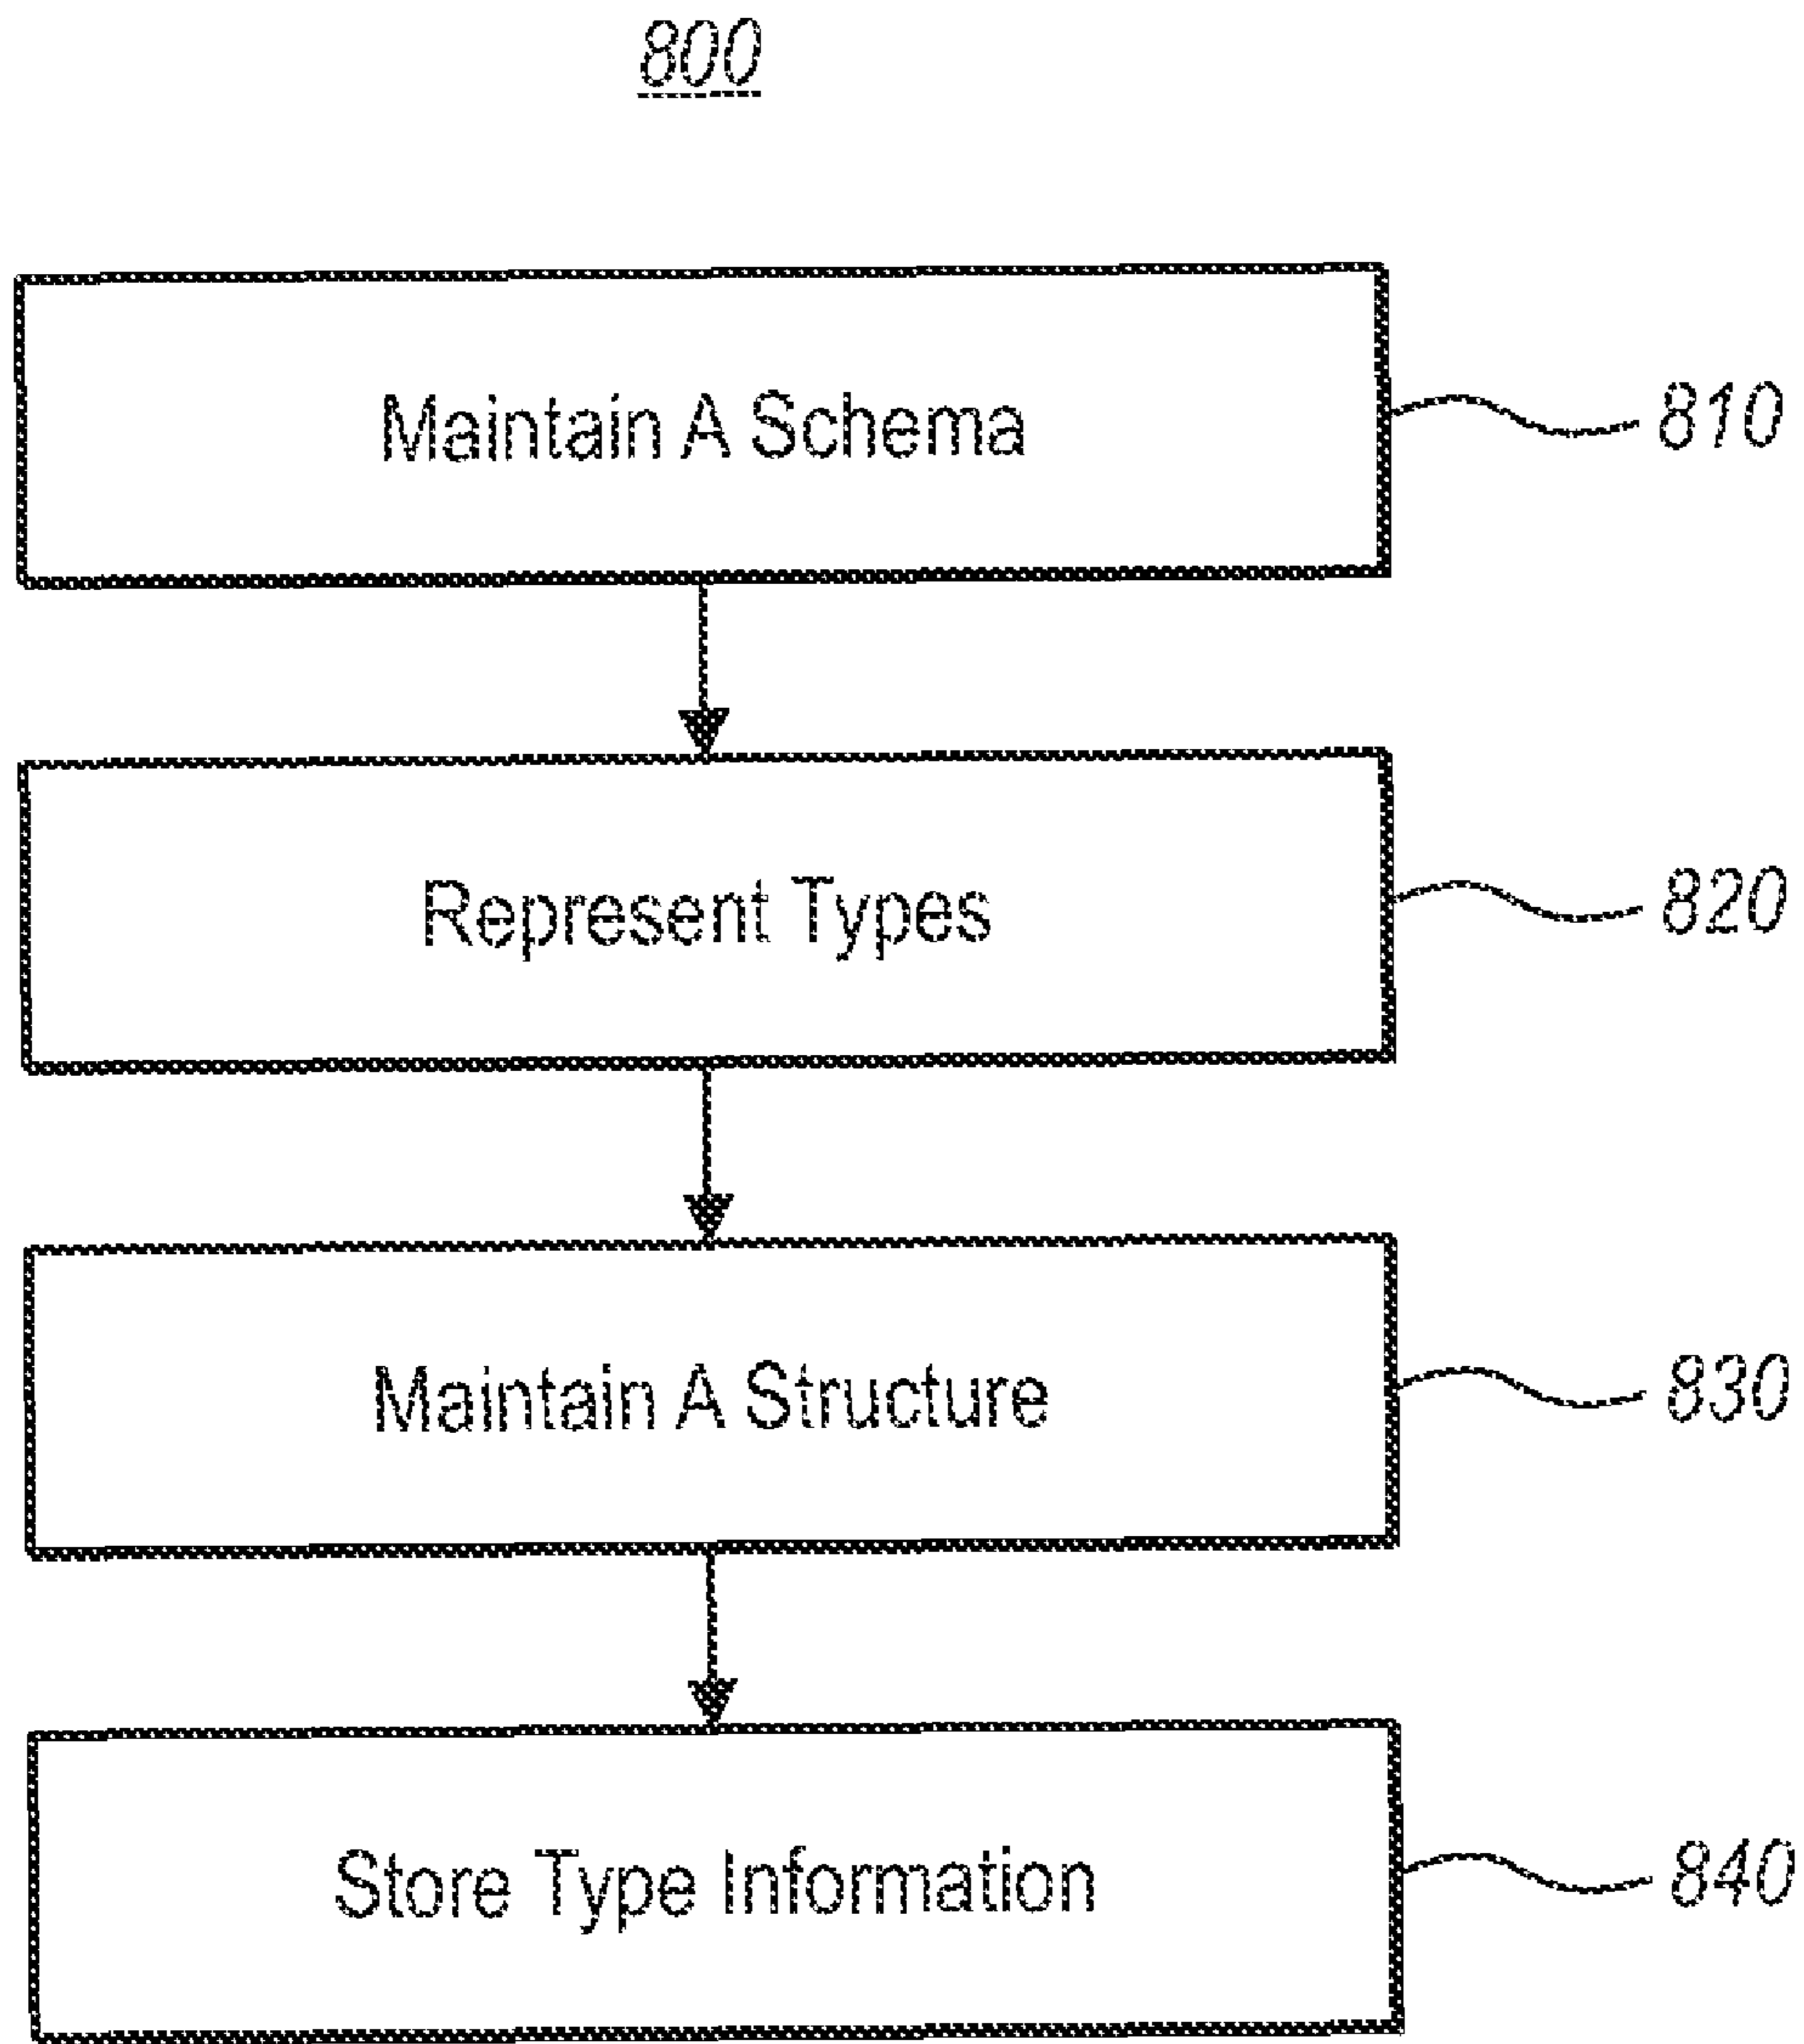 800
Maintain A Schema
810
Represent Types
820
Maintain A Structure
830
Store Type Information
840